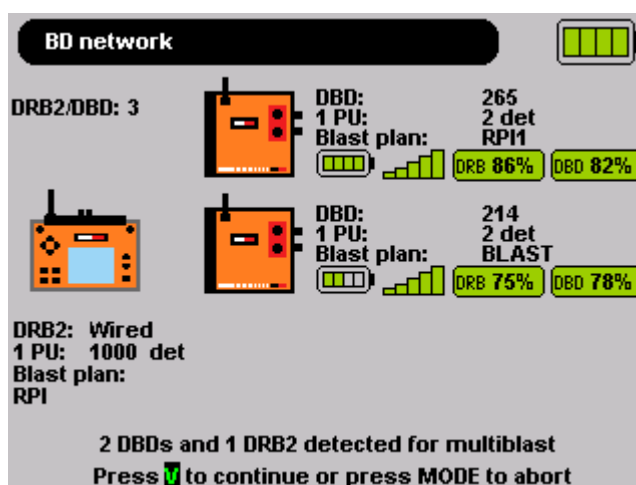 BD network
DRB2/DBD: 3
DBD: 265
1 PU: 2 det
Blast plan: RPI1
DRB 86% DBD 82%
DBD: 214
1 PU: 2 det
Blast plan: BLAST
DRB 75% DBD 78%
DRB2: Wired
1 PU: 1000 det
Blast plan:
RPI
2 DBDs and 1 DRB2 detected for multiblast
Press V to continue or press MODE to abort